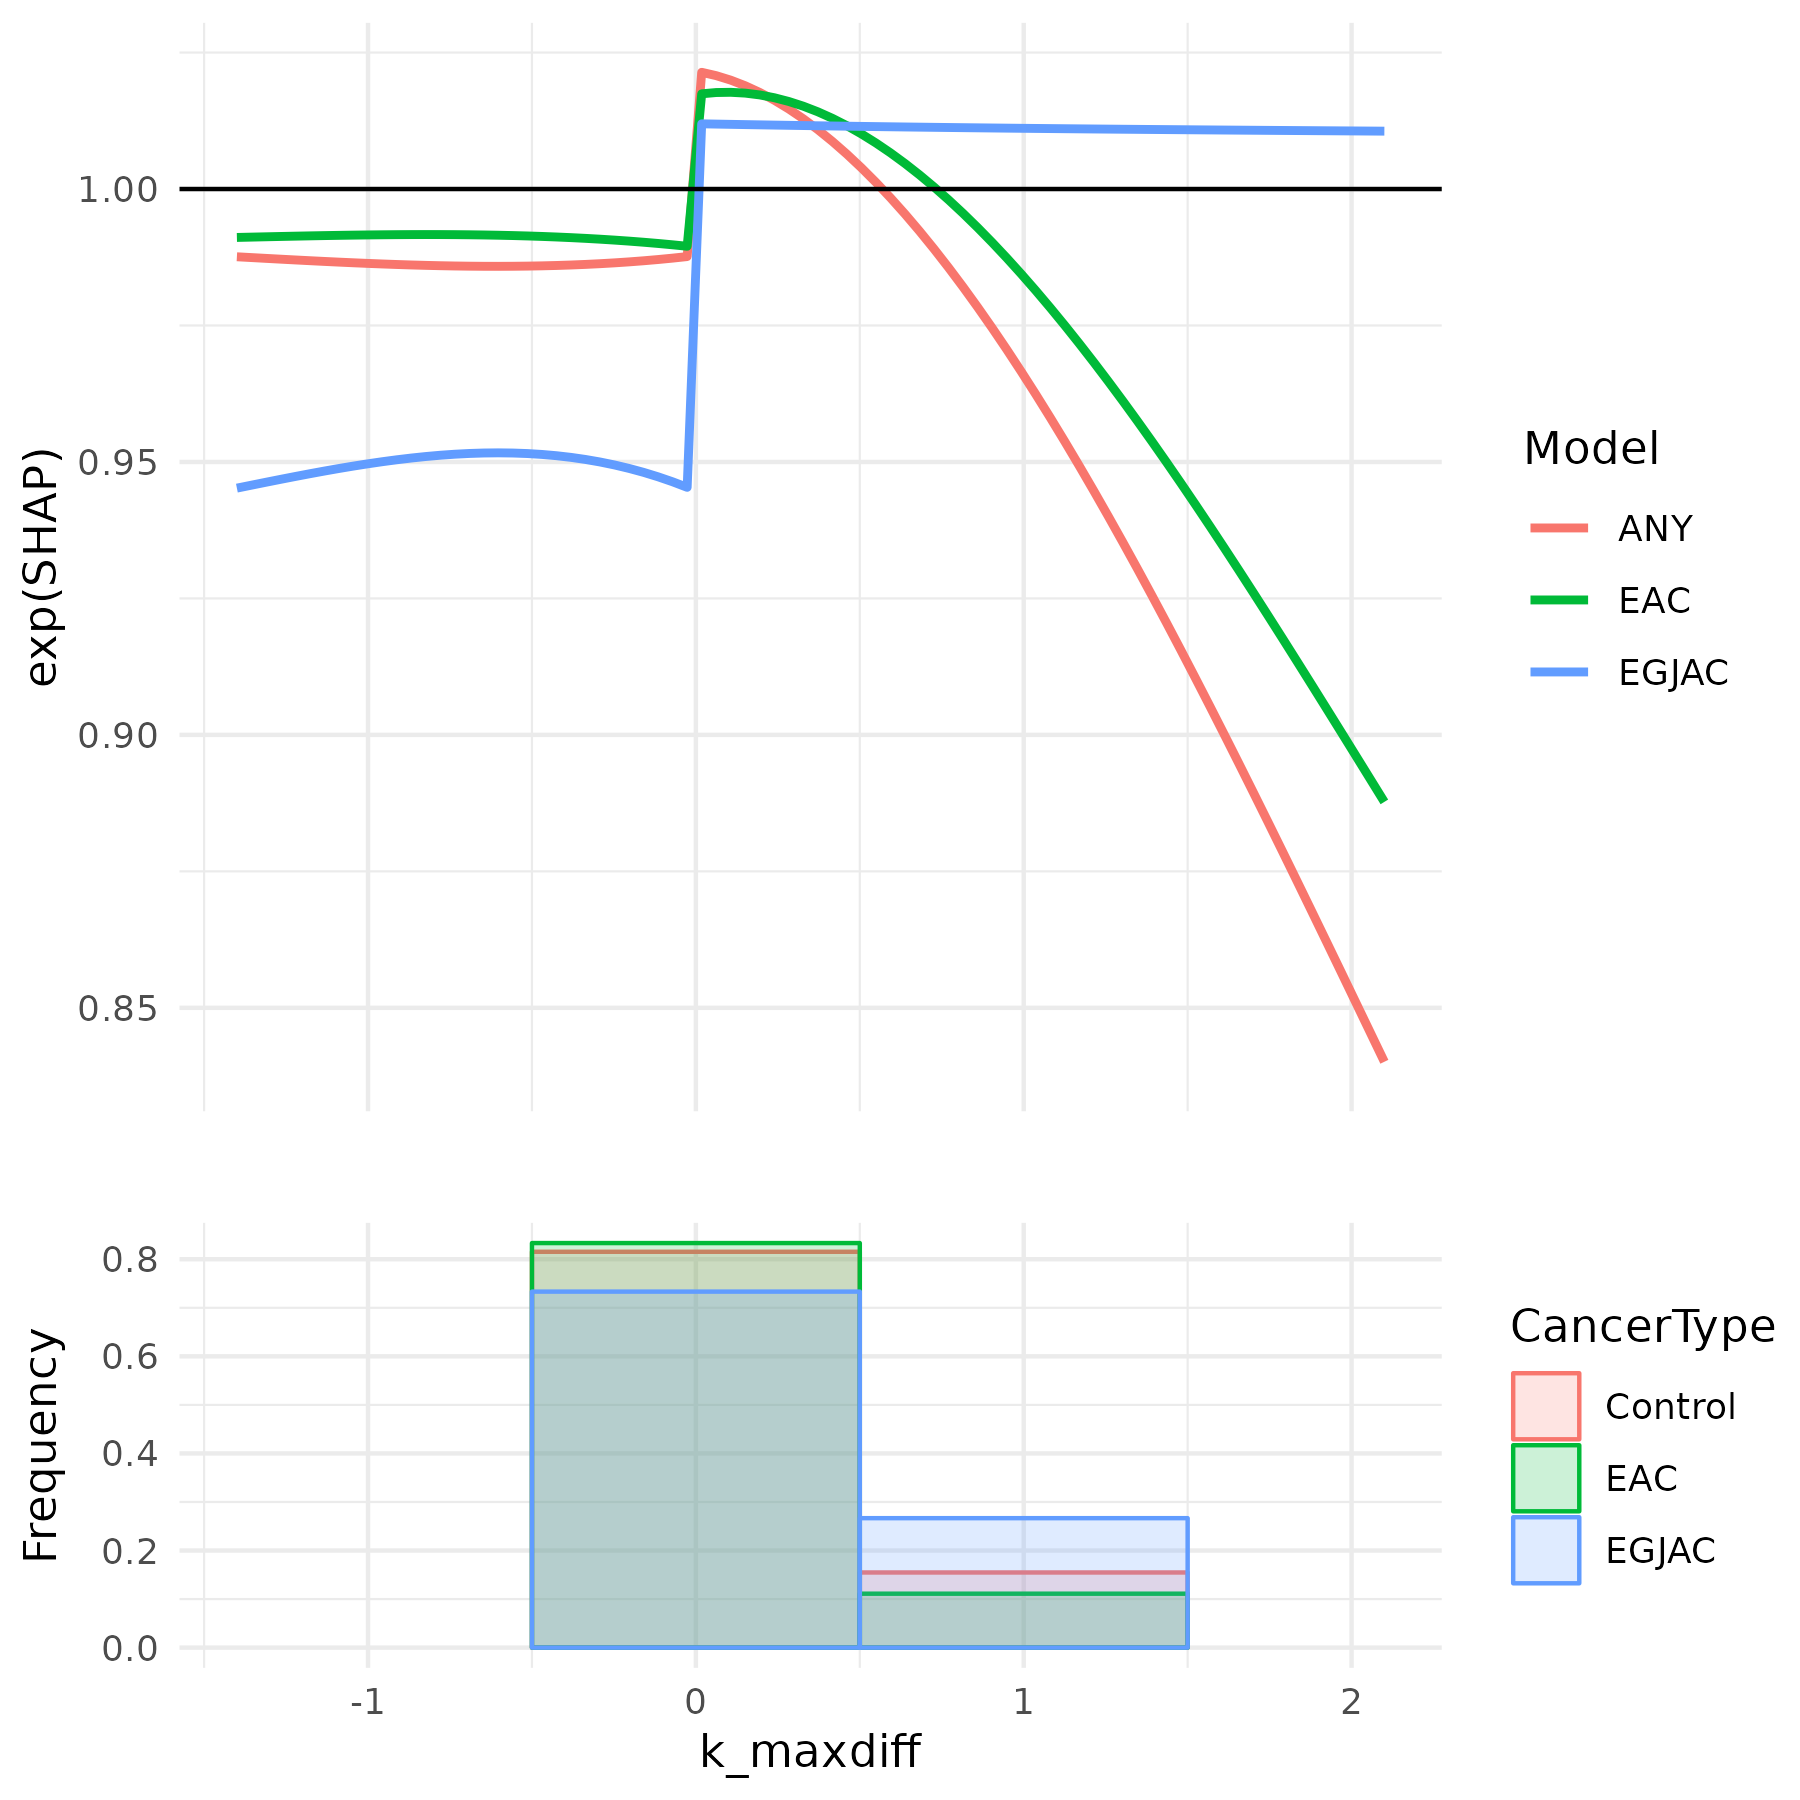 exp(SHAP)
1.00
0.95
0.90
0.85
Model
ANY
EAC
EGJAC
Frequency
0.8
0.6
0.4
0.2
0.0
-1 0 1 2
k_maxdiff
CancerType
Control
EAC
EGJAC